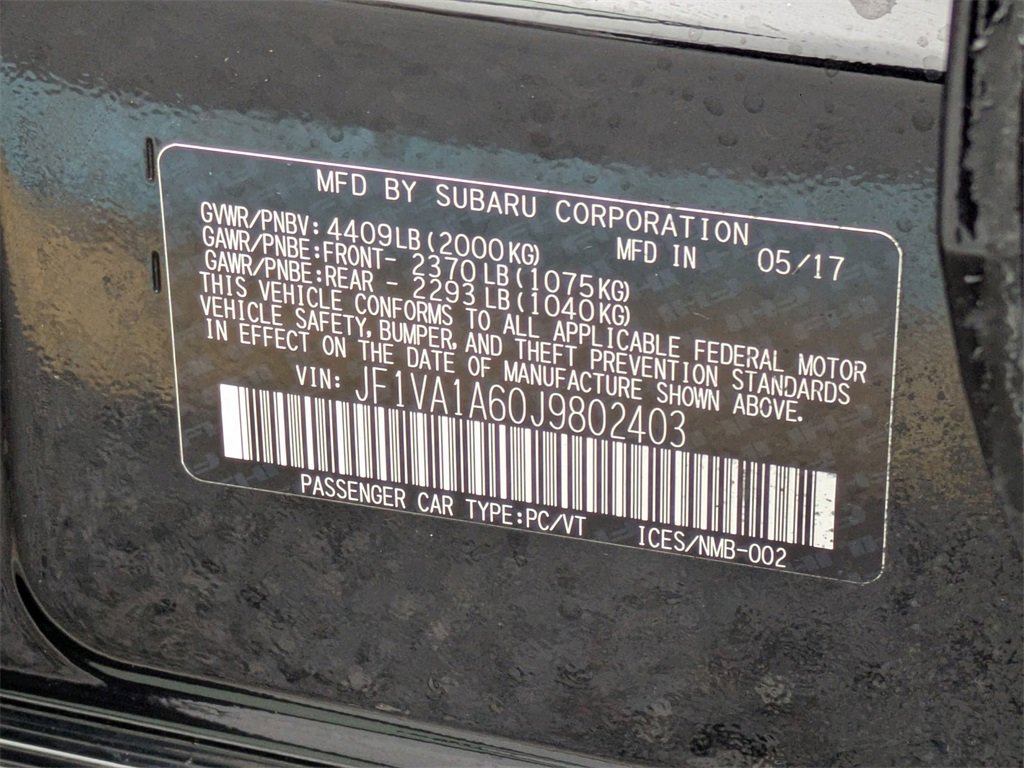 MFD BY SUBARU CORPORATION
GVWR/PNBV: 4409LB(2000KG) MFD IN 05/17
GAWR/PNBE:FRONT- 2370LB(1075KG)
GAWR/PNBE:REAR - 2293LB(1040KG)
THIS VEHICLE CONFORMS TO ALL APPLICABLE FEDERAL MOTOR
VEHICLE SAFETY, BUMPER, AND THEFT PREVENTION STANDARDS
IN EFFECT ON THE DATE OF MANUFACTURE SHOWN ABOVE.
VIN: JF1VA1A60J9802403
PASSENGER CAR TYPE:PC/VT ICES/NMB-002